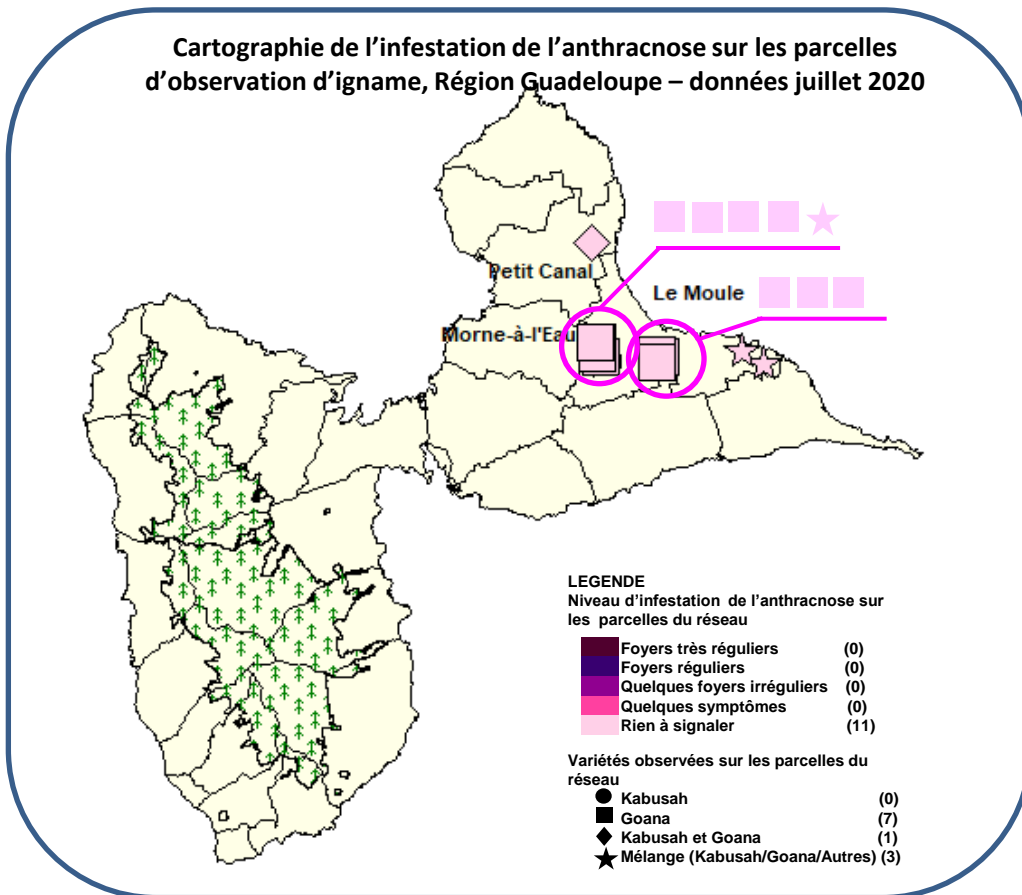 Cartographie de l'infestation de l'anthracnose sur les parcelles
d'observation d'igname, Région Guadeloupe – données juillet 2020
Petit Canal
Le Moule
Morne-à-l'Eau
LEGENDE
Niveau d'infestation de l'anthracnose sur
les parcelles du réseau
Foyers très réguliers (0)
Foyers réguliers (0)
Quelques foyers irréguliers (0)
Quelques symptômes (0)
Rien à signaler (11)
Variétés observées sur les parcelles du
réseau
Kabusah (0)
Goana (7)
Kabusah et Goana (1)
Mélange (Kabusah/Goana/Autres) (3)